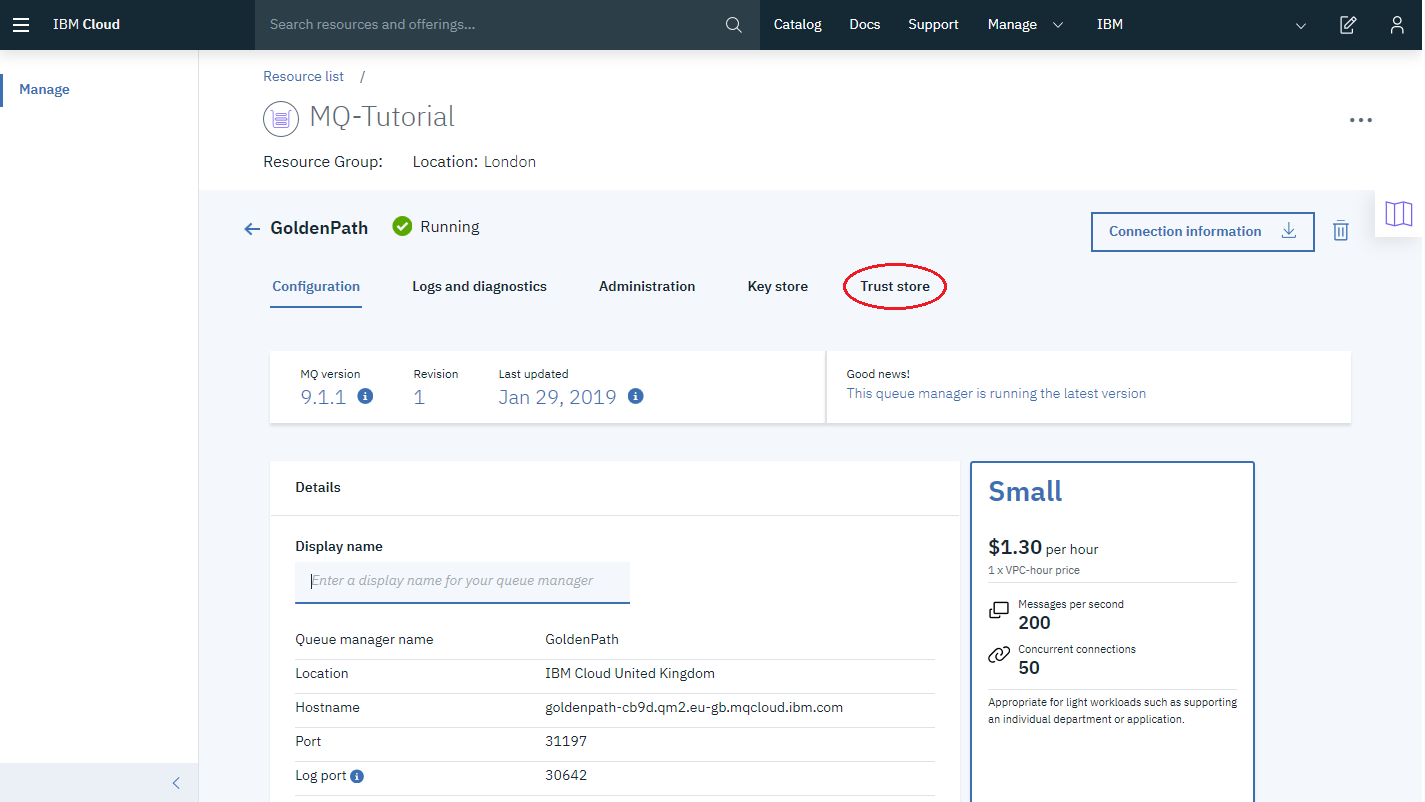 IBM Cloud
Search resources and offerings...
Catalog
Docs
Support
Manage
IBM
Manage
Resource list /
MQ-Tutorial
Resource Group:
Location: London
GoldenPath
Running
Connection information
Configuration
Logs and diagnostics
Administration
Key store
Trust store
MQ version
9.1.1
Revision
1
Last updated
Jan 29, 2019
Good news!
This queue manager is running the latest version
Details
Display name
Enter a display name for your queue manager
Queue manager name GoldenPath
Location IBM Cloud United Kingdom
Hostname goldenpath-cb9d.qm2.eu-gb.mqcloud.ibm.com
Port 31197
Log port 30642
Small
$1.30 per hour
1 x VPC-hour price
Messages per second
200
Concurrent connections
50
Appropriate for light workloads such as supporting
an individual department or application.